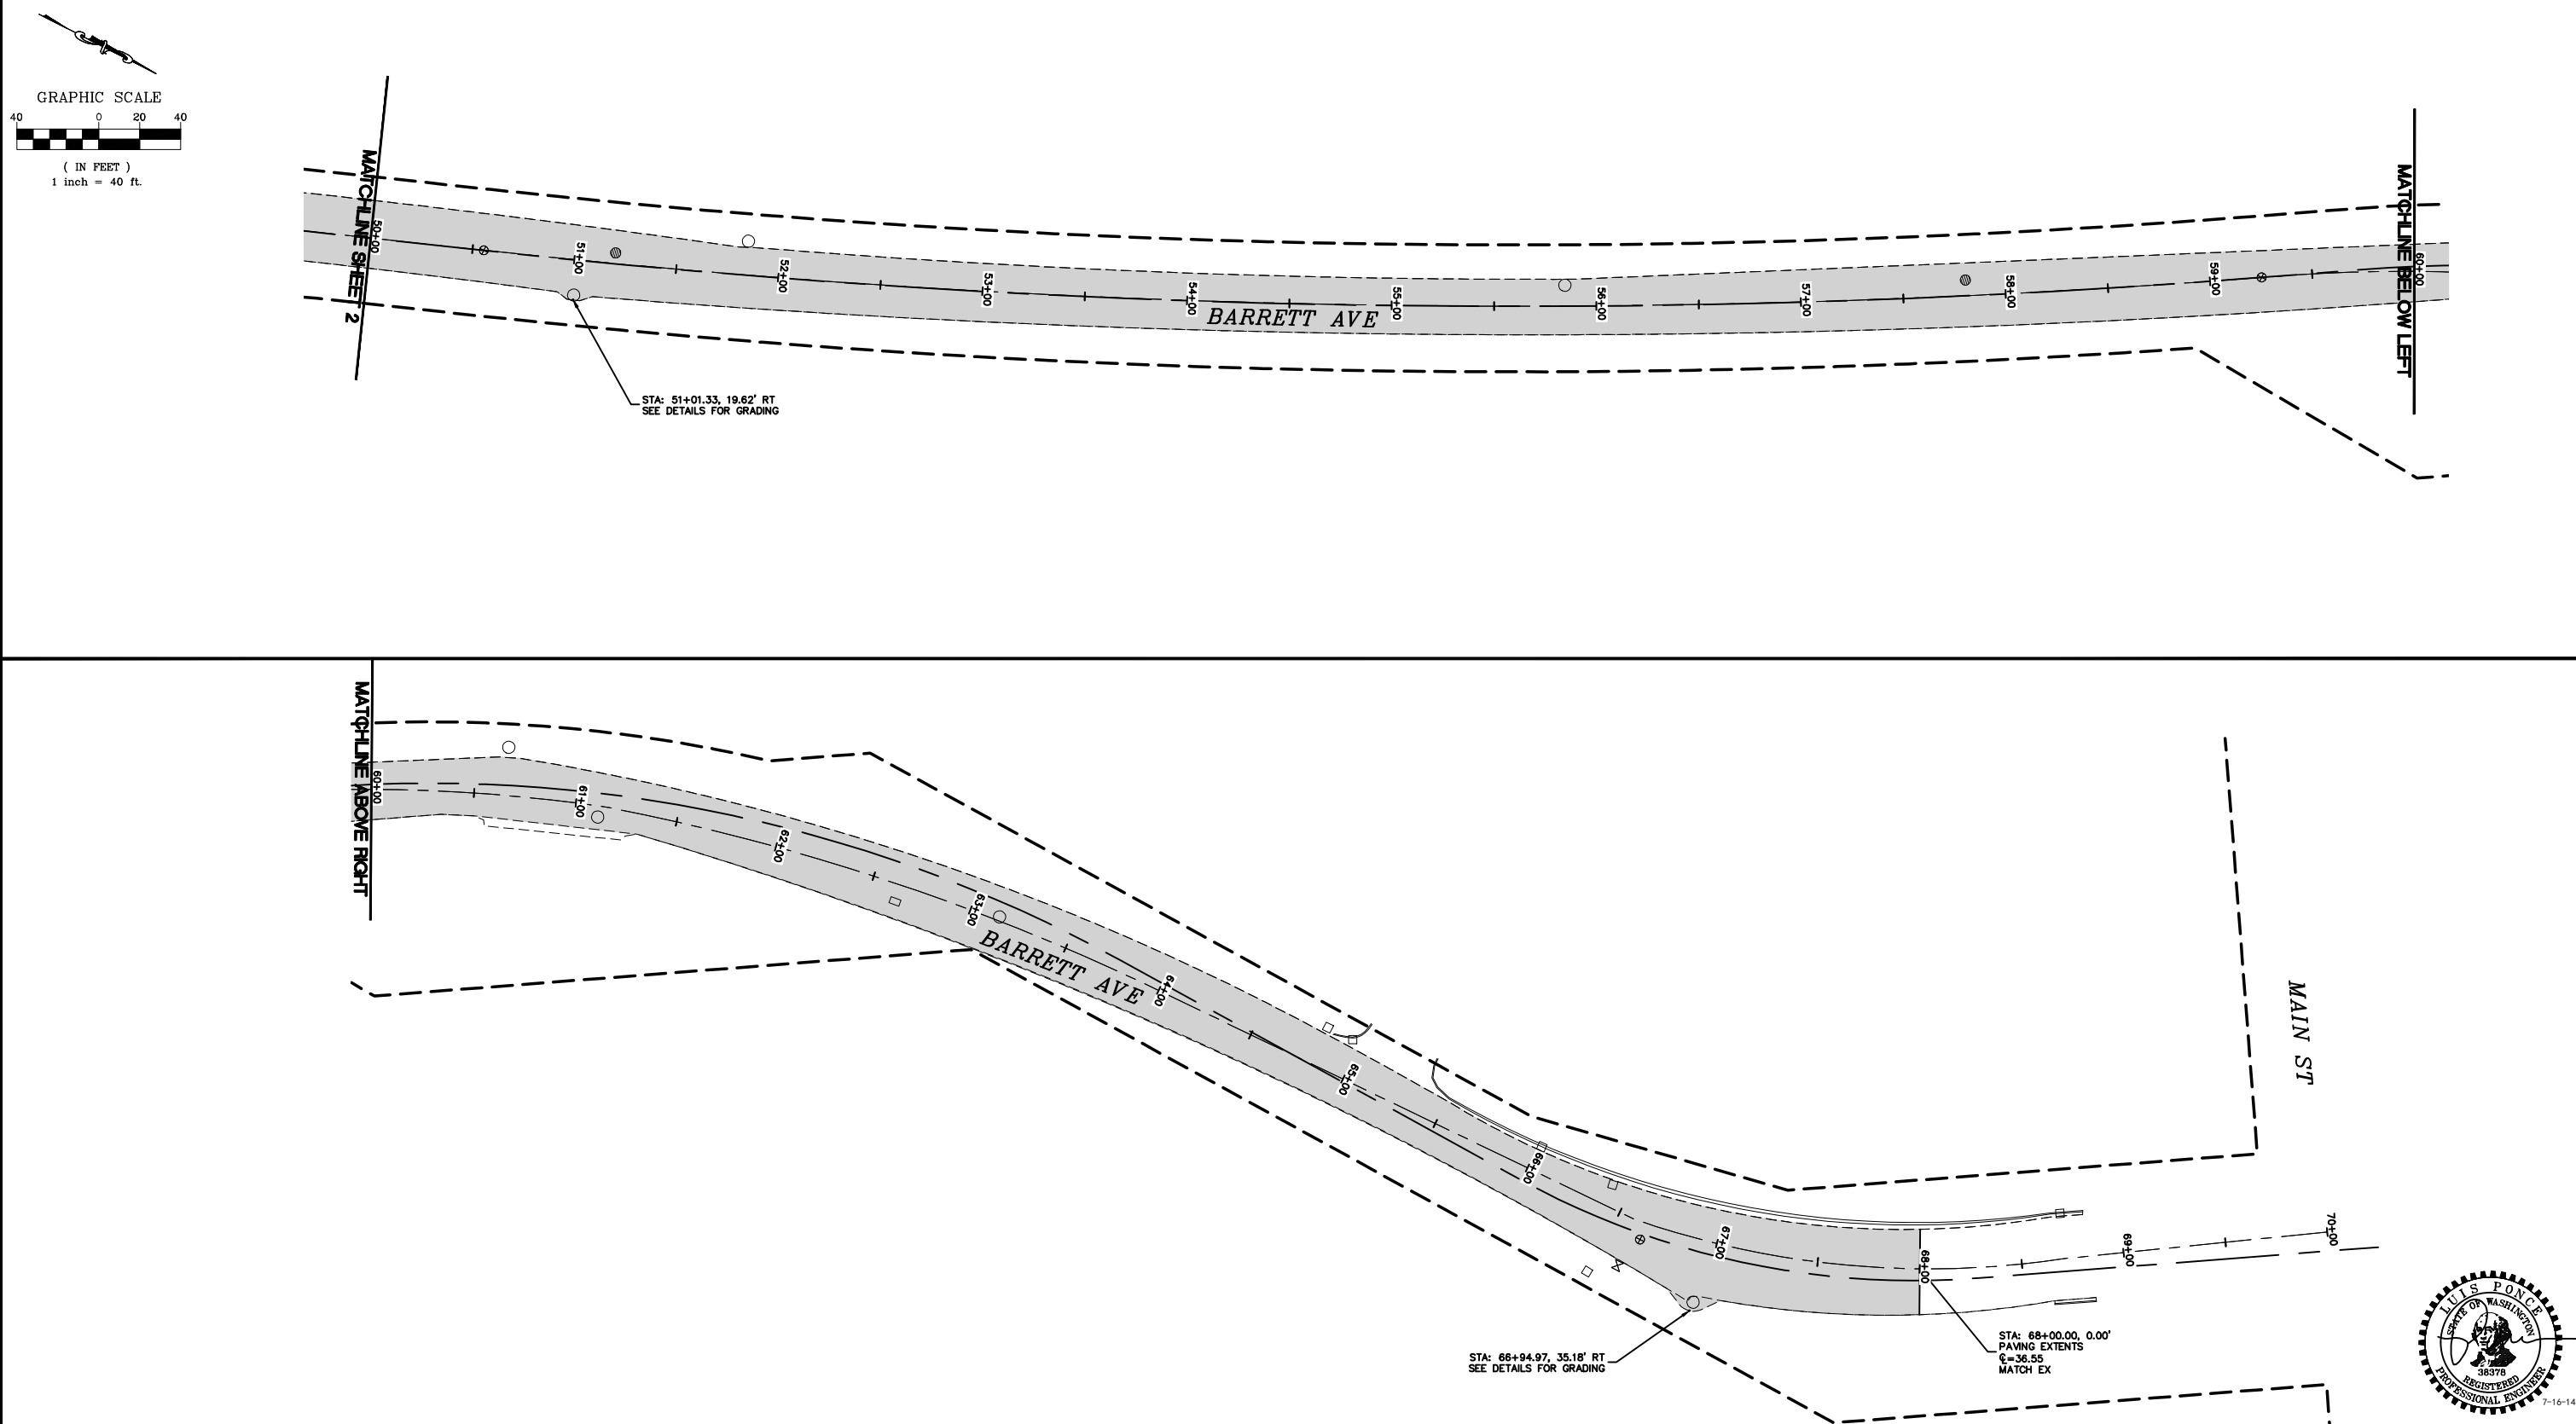 GRAPHIC SCALE
40 0 20 40
( IN FEET )
1 inch = 40 ft.
MATCHLINE SHEET 2
50+00
51+00
52+00
53+00
54+00
55+00
56+00
57+00
58+00
59+00
60+00
BARRETT AVE
MATCHLINE BELOW LEFT
STA: 51+01.33, 19.62' RT
SEE DETAILS FOR GRADING
MATCHLINE ABOVE RIGHT
60+00
61+00
62+00
63+00
64+00
65+00
66+00
67+00
68+00
69+00
70+00
BARRETT AVE
MAIN ST
STA: 66+94.97, 35.18' RT
SEE DETAILS FOR GRADING
STA: 68+00.00, 0.00'
PAVING EXTENTS
℄=36.55
MATCH EX
LUIS PONCE
STATE OF WASHINGTON
38378
REGISTERED
PROFESSIONAL ENGINEER
7-16-14